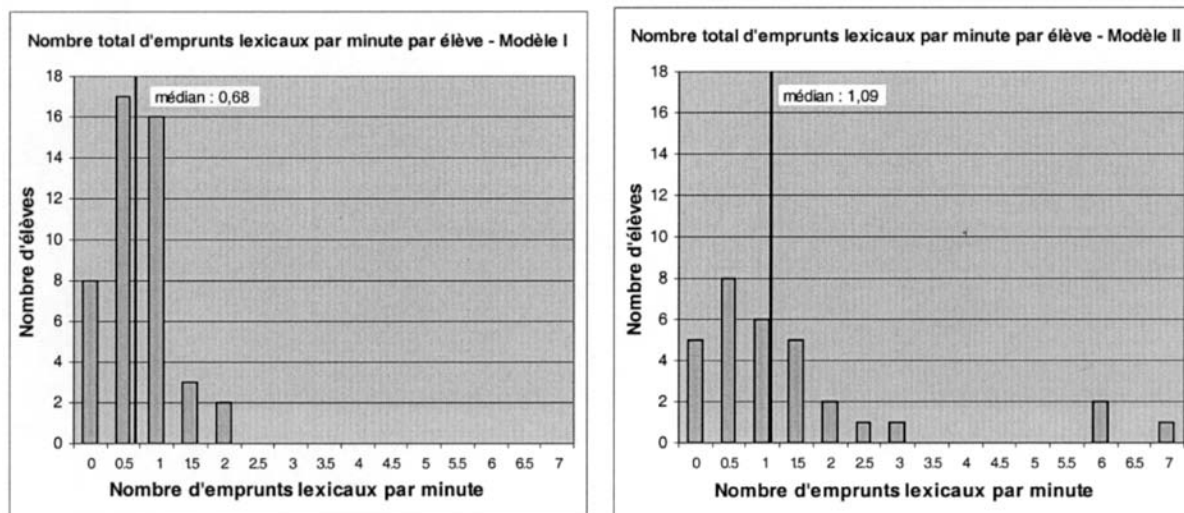 Nombre total d'emprunts lexicaux par minute par élève - Modèle I
médian : 0,68
18
16
14
12
10
8
6
4
2
0
Nombre d'élèves
0 0.5 1 1.5 2 2.5 3 3.5 4 4.5 5 5.5 6 6.5 7
Nombre d'emprunts lexicaux par minute
Nombre total d'emprunts lexicaux par minute par élève - Modèle II
médian : 1,09
18
16
14
12
10
8
6
4
2
0
Nombre d'élèves
0 0.5 1 1.5 2 2.5 3 3.5 4 4.5 5 5.5 6 6.5 7
Nombre d'emprunts lexicaux par minute